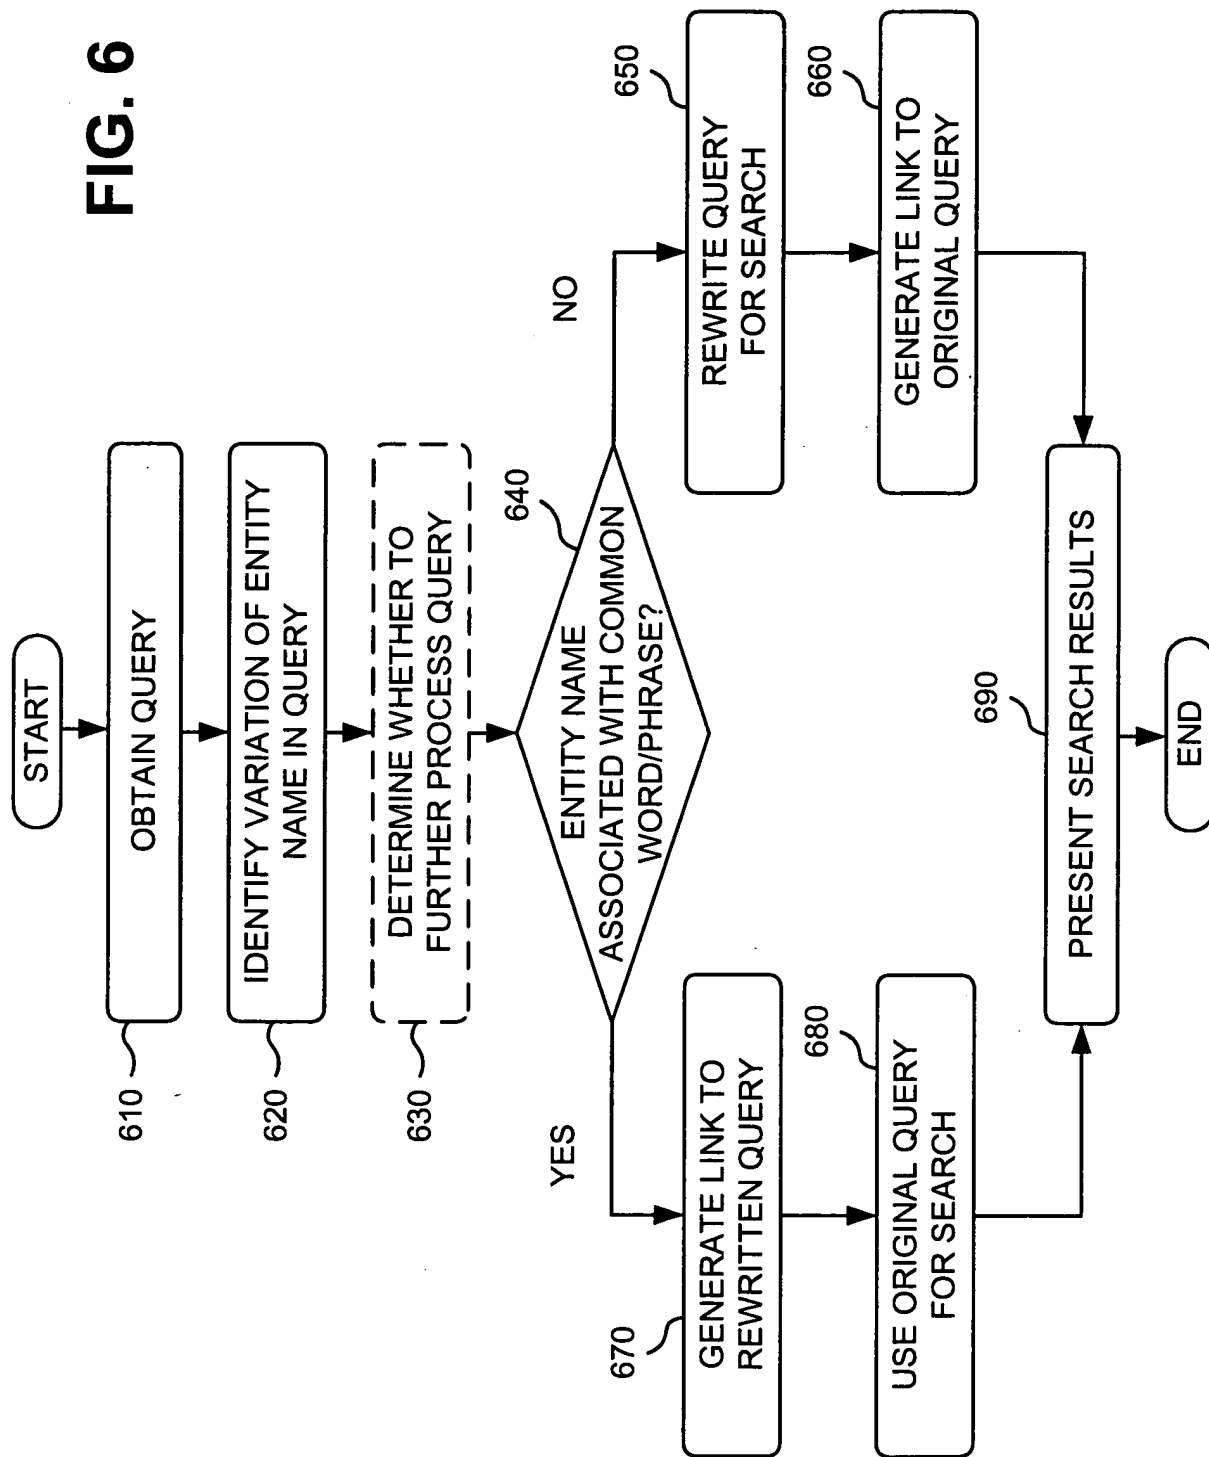 FIG. 6
START
OBTAIN QUERY
610
IDENTIFY VARIATION OF ENTITY
NAME IN QUERY
620
DETERMINE WHETHER TO
FURTHER PROCESS QUERY
630
640
ENTITY NAME
ASSOCIATED WITH COMMON
WORD/PHRASE?
YES
NO
670
GENERATE LINK TO
REWRITTEN QUERY
680
USE ORIGINAL QUERY
FOR SEARCH
650
REWRITE QUERY
FOR SEARCH
660
GENERATE LINK TO
ORIGINAL QUERY
690
PRESENT SEARCH RESULTS
END